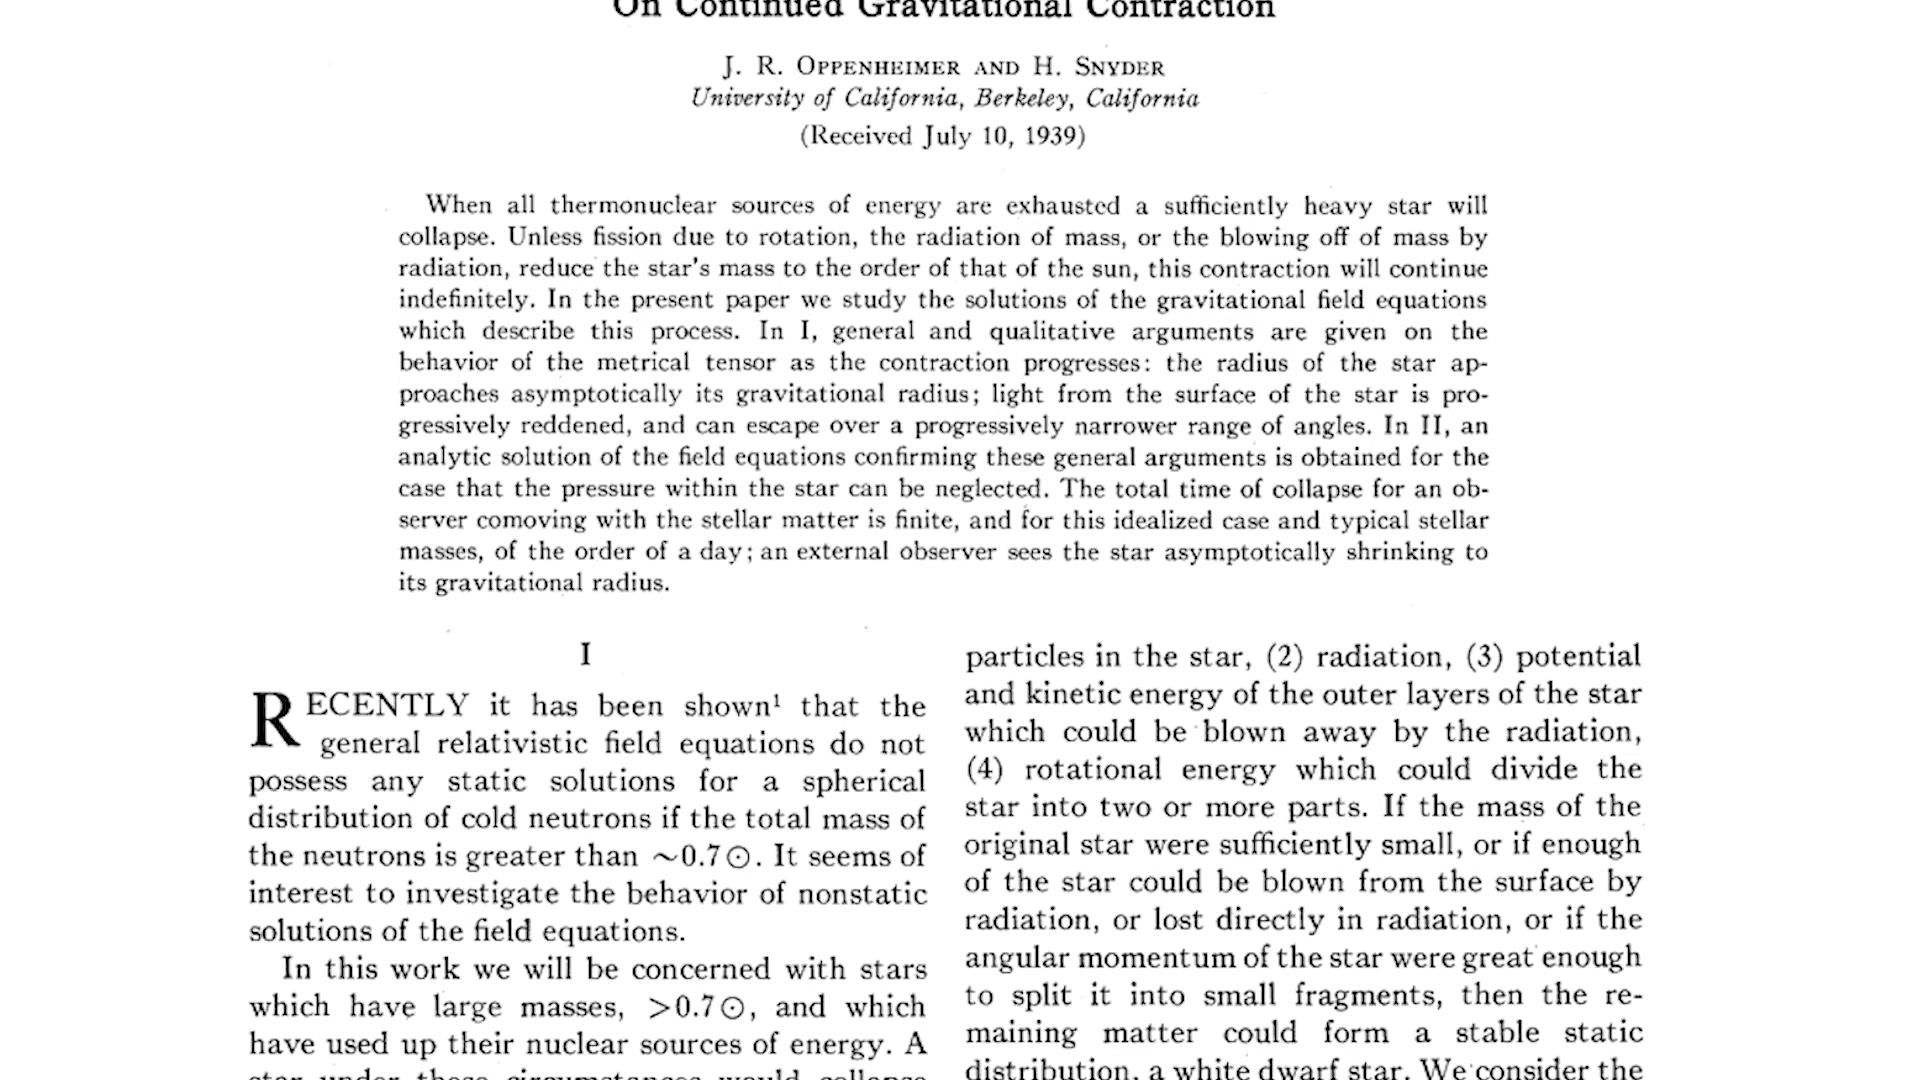 On Continued Gravitational Contraction
J. R. OPPENHEIMER AND H. SNYDER
University of California, Berkeley, California
(Received July 10, 1939)
When all thermonuclear sources of energy are exhausted a sufficiently heavy star will
collapse. Unless fission due to rotation, the radiation of mass, or the blowing off of mass by
radiation, reduce the star's mass to the order of that of the sun, this contraction will continue
indefinitely. In the present paper we study the solutions of the gravitational field equations
which describe this process. In I, general and qualitative arguments are given on the
behavior of the metrical tensor as the contraction progresses: the radius of the star ap-
proaches asymptotically its gravitational radius; light from the surface of the star is pro-
gressively reddened, and can escape over a progressively narrower range of angles. In II, an
analytic solution of the field equations confirming these general arguments is obtained for the
case that the pressure within the star can be neglected. The total time of collapse for an ob-
server comoving with the stellar matter is finite, and for this idealized case and typical stellar
masses, of the order of a day; an external observer sees the star asymptotically shrinking to
its gravitational radius.
I
RECENTLY it has been shown¹ that the
general relativistic field equations do not
possess any static solutions for a spherical
distribution of cold neutrons if the total mass of
the neutrons is greater than ∼0.7⊙. It seems of
interest to investigate the behavior of nonstatic
solutions of the field equations.
In this work we will be concerned with stars
which have large masses, >0.7⊙, and which
have used up their nuclear sources of energy. A
star under these circumstances would collapse
particles in the star, (2) radiation, (3) potential
and kinetic energy of the outer layers of the star
which could be blown away by the radiation,
(4) rotational energy which could divide the
star into two or more parts. If the mass of the
original star were sufficiently small, or if enough
of the star could be blown from the surface by
radiation, or lost directly in radiation, or if the
angular momentum of the star were great enough
to split it into small fragments, then the re-
maining matter could form a stable static
distribution, a white dwarf star. We consider the